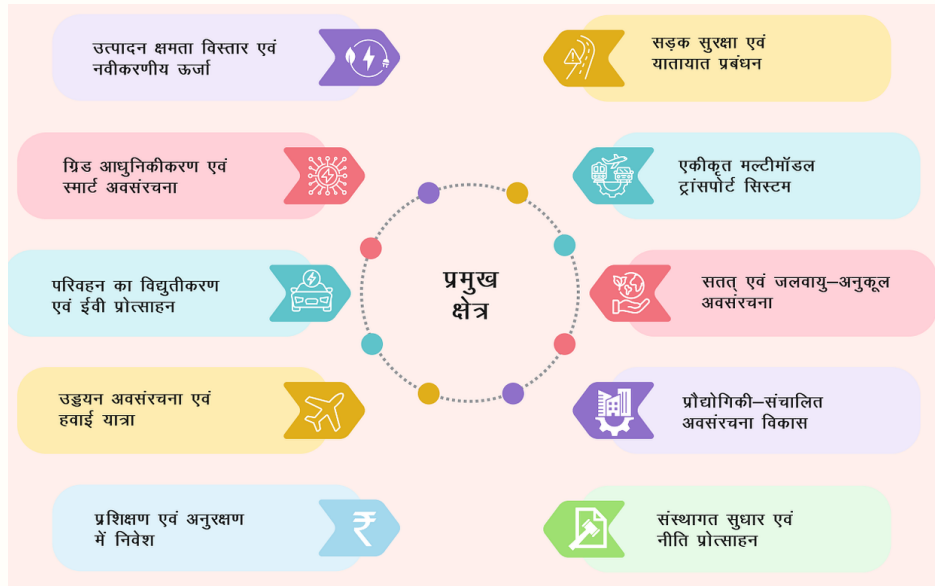 उत्पादन क्षमता विस्तार एवं
नवीकरणीय ऊर्जा
सड़क सुरक्षा एवं
यातायात प्रबंधन
ग्रिड आधुनिकीकरण एवं
स्मार्ट अवसंरचना
एकीकृत मल्टीमॉडल
ट्रांसपोर्ट सिस्टम
परिवहन का विद्युतीकरण
एवं ईवी प्रोत्साहन
प्रमुख
क्षेत्र
सतत् एवं जलवायु–अनुकूल
अवसंरचना
उड्डयन अवसंरचना एवं
हवाई यात्रा
प्रौद्योगिकी–संचालित
अवसंरचना विकास
प्रशिक्षण एवं अनुरक्षण
में निवेश
₹
संस्थागत सुधार एवं
नीति प्रोत्साहन